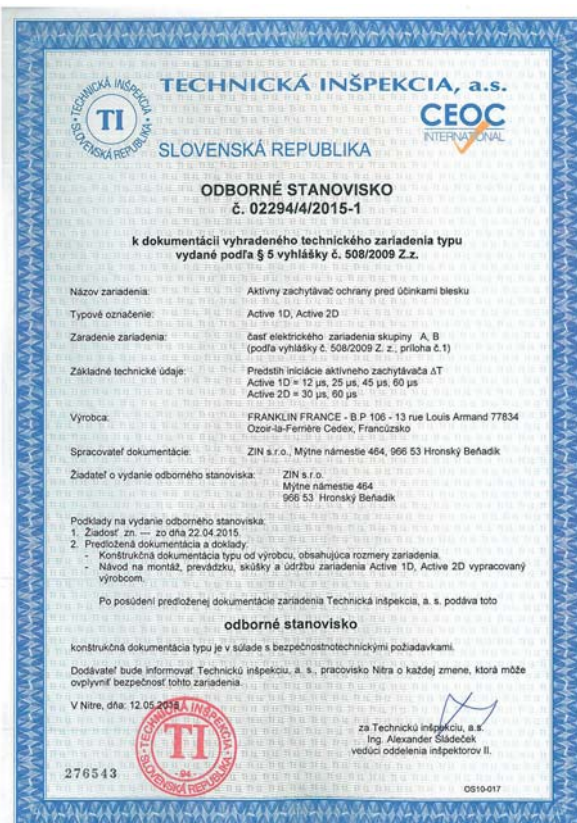 TECHNICKÁ INŠPEKCIA, a.s.
TECHNICKÁ INŠPEKCIA
TI
SLOVENSKÁ REPUBLIKA
CEOC
INTERNATIONAL
SLOVENSKÁ REPUBLIKA
ODBORNÉ STANOVISKO
č. 02294/4/2015-1
k dokumentácii vyhradeného technického zariadenia typu
vydané podľa § 5 vyhlášky č. 508/2009 Z.z.
Názov zariadenia: Aktívny zachytávač ochrany pred účinkami blesku
Typové označenie: Active 1D, Active 2D
Zaradenie zariadenia: časť elektrického zariadenia skupiny A, B
(podľa vyhlášky č. 508/2009 Z. z., príloha č.1)
Základné technické údaje: Predstih iniciácie aktívneho zachytávača ΔT
Active 1D = 12 µs, 25 µs, 45 µs, 60 µs
Active 2D = 30 µs, 60 µs
Výrobca: FRANKLIN FRANCE - B.P 106 - 13 rue Louis Armand 77834
Ozoir-la-Ferrière Cedex, Francúzsko
Spracovateľ dokumentácie: ZIN s.r.o., Mýtne námestie 464, 966 53 Hronský Beňadik
Žiadateľ o vydanie odborného stanoviska: ZIN s.r.o.
Mýtne námestie 464
966 53 Hronský Beňadik
Podklady na vydanie odborného stanoviska:
1. Žiadosť zn. --- zo dňa 22.04.2015.
2. Predložená dokumentácia a doklady:
- Konštrukčná dokumentácia typu od výrobcu, obsahujúca rozmery zariadenia.
- Návod na montáž, prevádzku, skúšky a údržbu zariadenia Active 1D, Active 2D vypracovaný
výrobcom.
Po posúdení predloženej dokumentácie zariadenia Technická inšpekcia, a. s. podáva toto
odborné stanovisko
konštrukčná dokumentácia typu je v súlade s bezpečnostnotechnickými požiadavkami.
Dodávateľ bude informovať Technickú inšpekciu, a. s., pracovisko Nitra o každej zmene, ktorá môže
ovplyvniť bezpečnosť tohto zariadenia.
V Nitre, dňa: 12.05.2015
TECHNICKÁ INŠPEKCIA
TI
- 94 -
SLOVENSKÁ REPUBLIKA
za Technickú inšpekciu, a.s.
Ing. Alexander Sládeček
vedúci oddelenia inšpektorov II.
276543
OS10-017